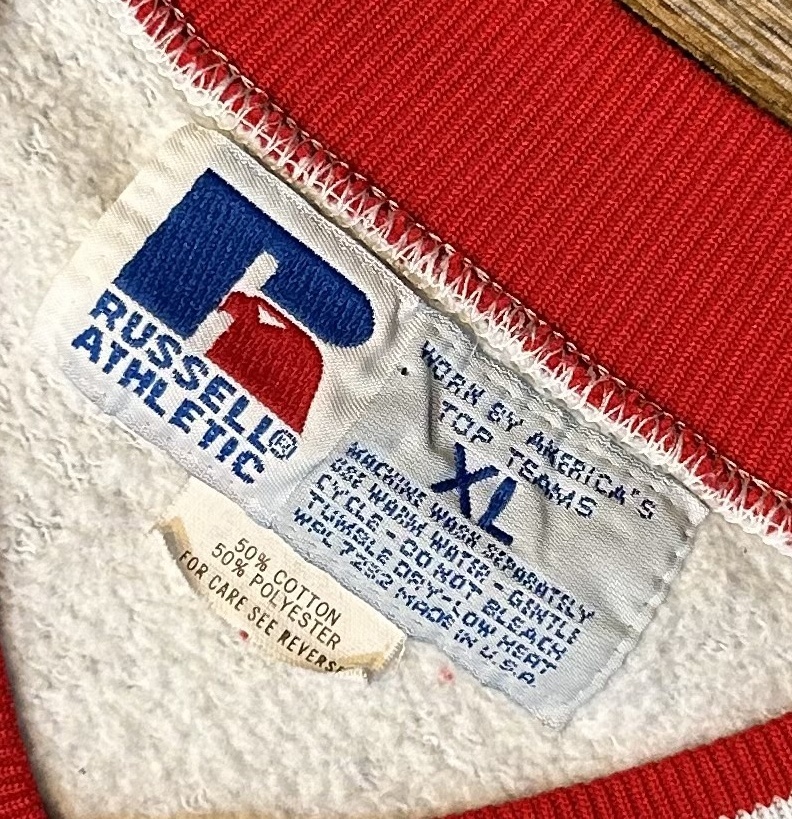 RUSSELL®
ATHLETIC
WORN BY AMERICA'S
TOP TEAMS
XL
MACHINE WASH SEPARATELY
USE WARM WATER-GENTLE
CYCLE-DO NOT BLEACH
TUMBLE DRY-LOW HEAT
WPL 7252 MADE IN U.S.A.
50% COTTON
50% POLYESTER
FOR CARE SEE REVERSE